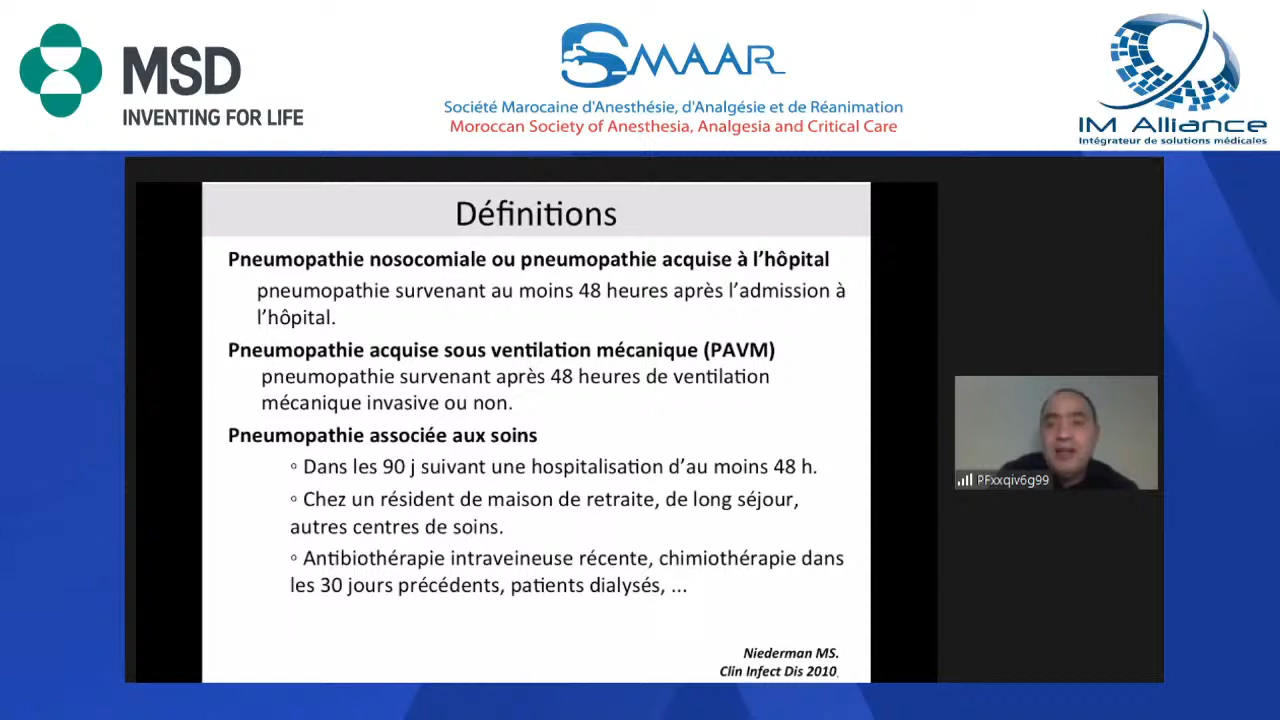 MSD
INVENTING FOR LIFE
SMAAR
Société Marocaine d'Anesthésie, d'Analgésie et de Réanimation
Moroccan Society of Anesthesia, Analgesia and Critical Care
IM Alliance
Intégrateur de solutions médicales
Définitions
Pneumopathie nosocomiale ou pneumopathie acquise à l'hôpital
pneumopathie survenant au moins 48 heures après l'admission à
l'hôpital.
Pneumopathie acquise sous ventilation mécanique (PAVM)
pneumopathie survenant après 48 heures de ventilation
mécanique invasive ou non.
Pneumopathie associée aux soins
◦ Dans les 90 j suivant une hospitalisation d'au moins 48 h.
◦ Chez un résident de maison de retraite, de long séjour,
autres centres de soins.
◦ Antibiothérapie intraveineuse récente, chimiothérapie dans
les 30 jours précédents, patients dialysés, ...
Niederman MS.
Clin Infect Dis 2010.
PFxxqiv6g99